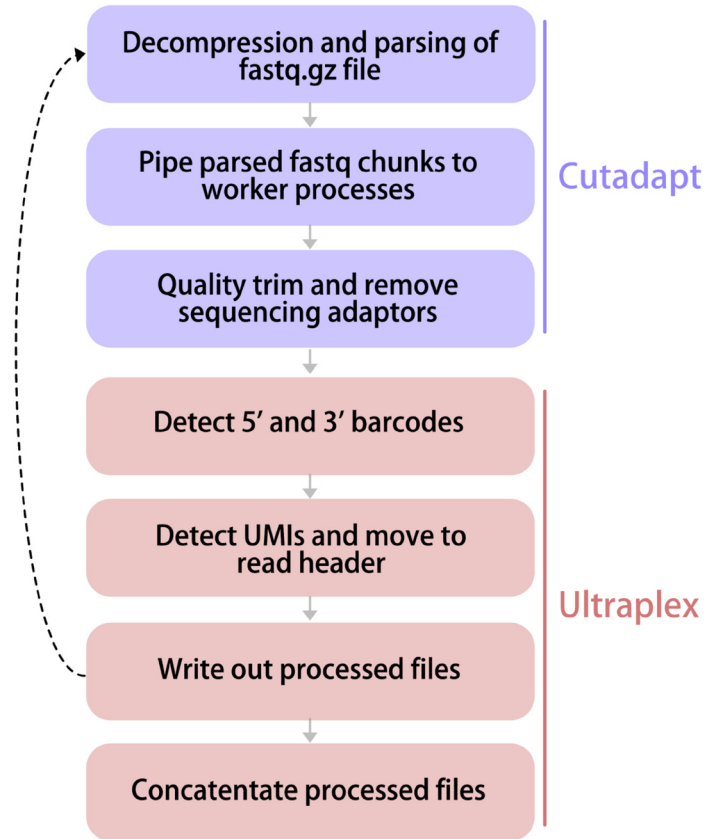 Decompression and parsing of
fastq.gz file
Pipe parsed fastq chunks to
worker processes
Cutadapt
Quality trim and remove
sequencing adaptors
Detect 5′ and 3′ barcodes
Detect UMIs and move to
read header
Ultraplex
Write out processed files
Concatentate processed files